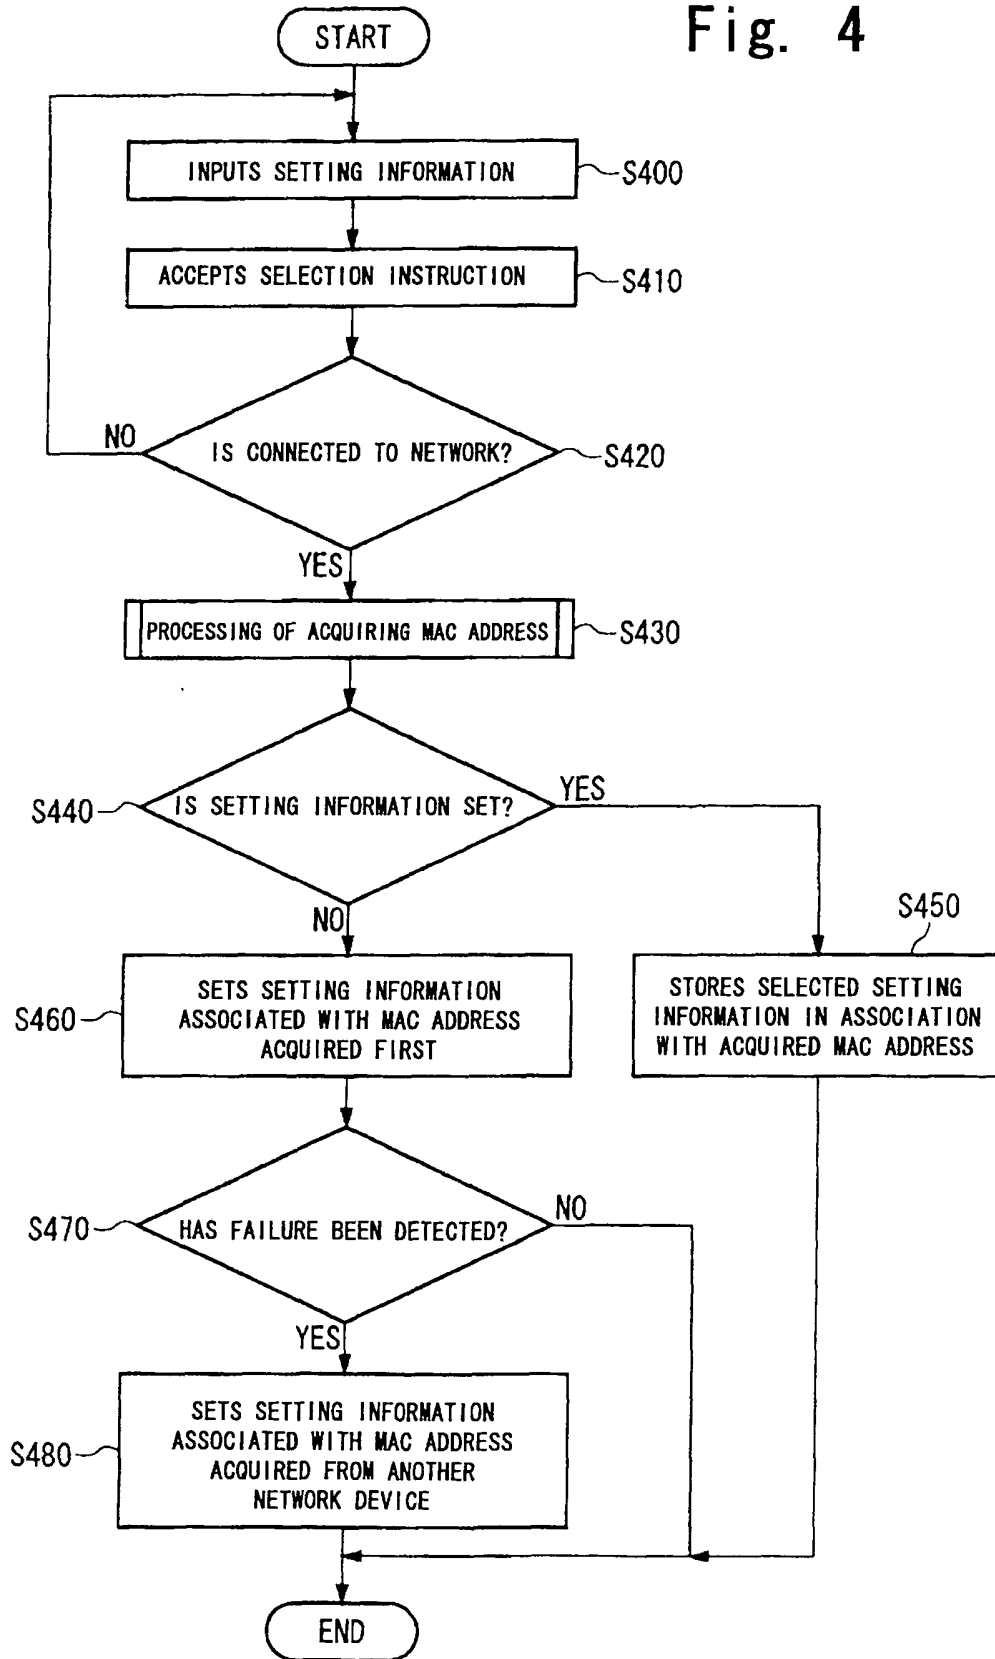 Fig. 4
START
INPUTS SETTING INFORMATION
S400
ACCEPTS SELECTION INSTRUCTION
S410
IS CONNECTED TO NETWORK?
S420
NO
YES
PROCESSING OF ACQUIRING MAC ADDRESS
S430
IS SETTING INFORMATION SET?
S440
YES
NO
S450
STORES SELECTED SETTING
INFORMATION IN ASSOCIATION
WITH ACQUIRED MAC ADDRESS
S460
SETS SETTING INFORMATION
ASSOCIATED WITH MAC ADDRESS
ACQUIRED FIRST
S470
HAS FAILURE BEEN DETECTED?
NO
YES
S480
SETS SETTING INFORMATION
ASSOCIATED WITH MAC ADDRESS
ACQUIRED FROM ANOTHER
NETWORK DEVICE
END